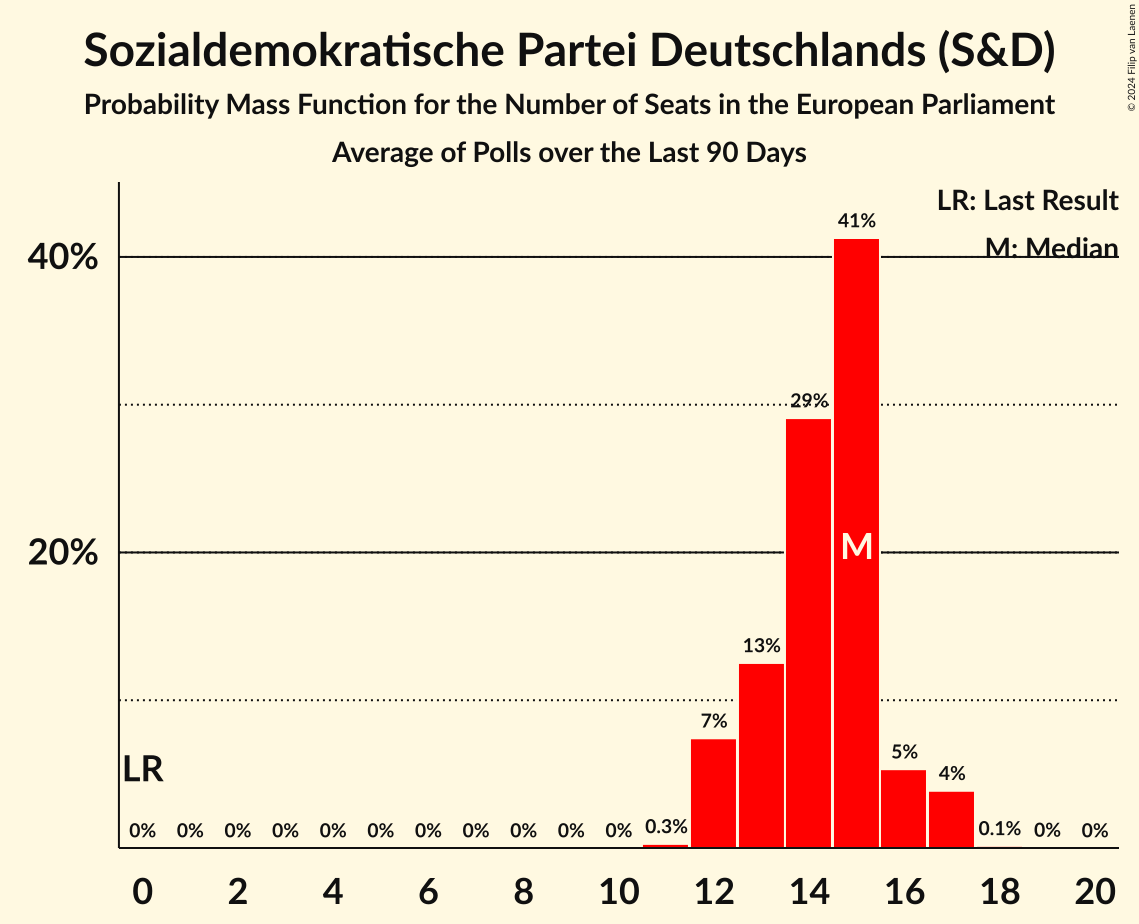 Sozialdemokratische Partei Deutschlands (S&D)
Probability Mass Function for the Number of Seats in the European Parliament
Average of Polls over the Last 90 Days
© 2024 Filip van Laenen
LR: Last Result
M: Median
40%
20%
41%
29%
M
13%
7%
5%
4%
LR
0% 0% 0% 0% 0% 0% 0% 0% 0% 0% 0% 0.3% 0.1% 0% 0%
0 2 4 6 8 10 12 14 16 18 20